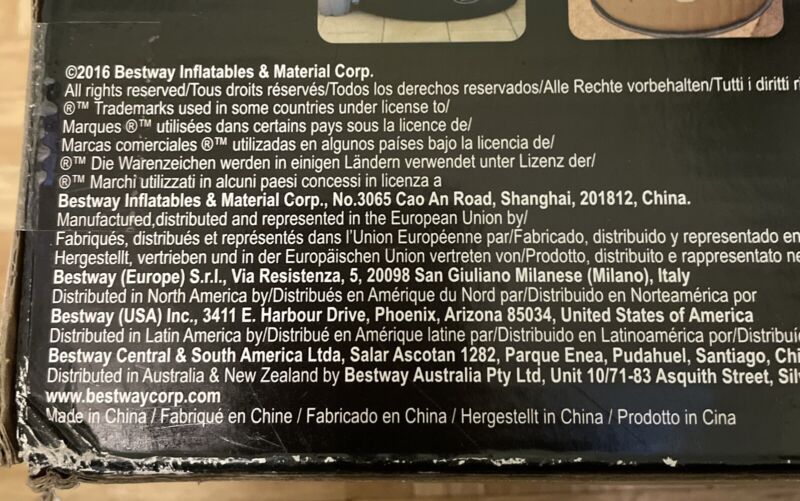 ©2016 Bestway Inflatables & Material Corp.
All rights reserved/Tous droits réservés/Todos los derechos reservados/Alle Rechte vorbehalten/Tutti i diritti
®™ Trademarks used in some countries under license to/
Marques ®™ utilisées dans certains pays sous la licence de/
Marcas comerciales ®™ utilizadas en algunos países bajo la licencia de/
®™ Die Warenzeichen werden in einigen Ländern verwendet unter Lizenz der/
®™ Marchi utilizzati in alcuni paesi concessi in licenza a
Bestway Inflatables & Material Corp., No.3065 Cao An Road, Shanghai, 201812, China.
Manufactured,distributed and represented in the European Union by/
Fabriqués, distribués et représentés dans l'Union Européenne par/Fabricado, distribuido y representado en
Hergestellt, vertrieben und in der Europäischen Union vertreten von/Prodotto, distribuito e rappresentato
Bestway (Europe) S.r.l., Via Resistenza, 5, 20098 San Giuliano Milanese (Milano), Italy
Distributed in North America by/Distribués en Amérique du Nord par/Distribuido en Norteamérica por
Bestway (USA) Inc., 3411 E. Harbour Drive, Phoenix, Arizona 85034, United States of America
Distributed in Latin America by/Distribué en Amérique latine par/Distribuido en Latinoamérica por/
Bestway Central & South America Ltda, Salar Ascotan 1282, Parque Enea, Pudahuel, Santiago,
Distributed in Australia & New Zealand by Bestway Australia Pty Ltd, Unit 10/71-83 Asquith Street,
www.bestwaycorp.com
Made in China / Fabriqué en Chine / Fabricado en China / Hergestellt in China / Prodotto in Cina